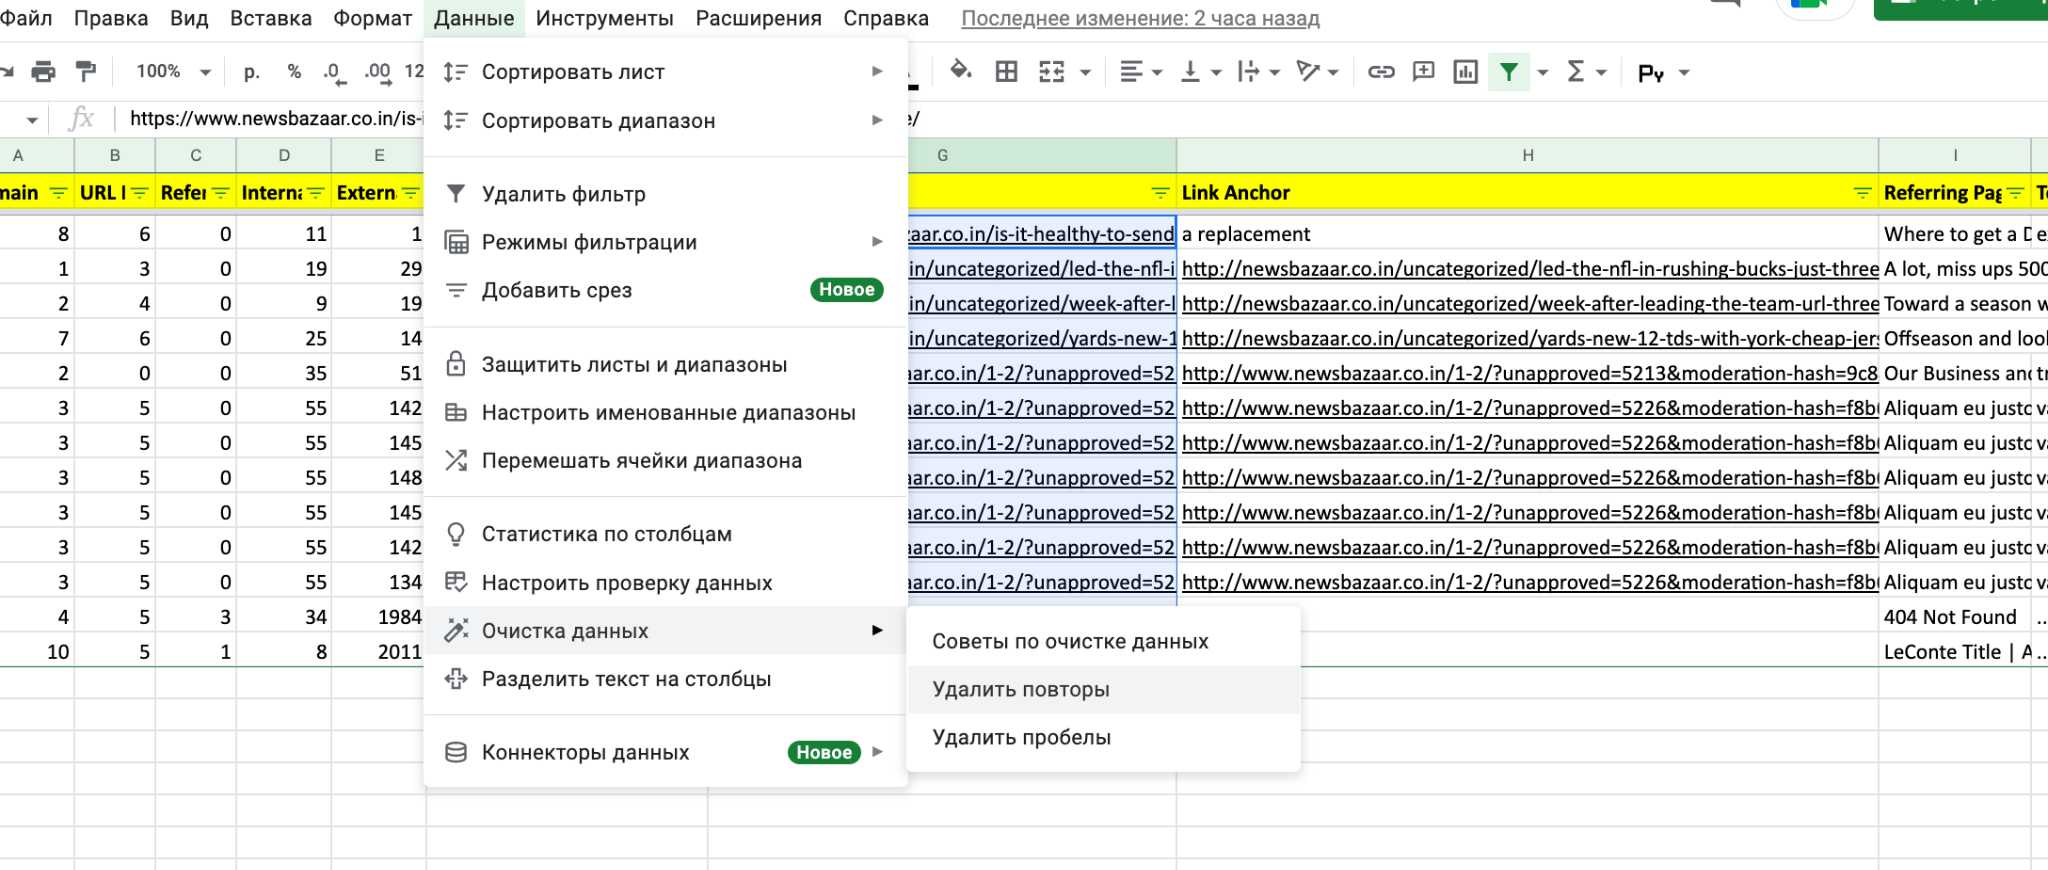 Файл Правка Вид Вставка Формат Данные Инструменты Расширения Справка Последнее изменение: 2 часа назад
100% р. % .0 .00 12
fx https://www.newsbazaar.co.in/is- e/
A B C D E G H I
main URL Refer Interna Extern Link Anchor Referring Pag
8 6 0 11 1 zaar.co.in/is-it-healthy-to-send a replacement Where to get a D
1 3 0 19 29 in/uncategorized/led-the-nfl-i http://newsbazaar.co.in/uncategorized/led-the-nfl-in-rushing-bucks-just-three A lot, miss ups 500
2 4 0 9 19 in/uncategorized/week-after-l http://newsbazaar.co.in/uncategorized/week-after-leading-the-team-url-three Toward a season w
7 6 0 25 14 in/uncategorized/yards-new-1 http://newsbazaar.co.in/uncategorized/yards-new-12-tds-with-york-cheap-jers Offseason and look
2 0 0 35 51 aar.co.in/1-2/?unapproved=52 http://www.newsbazaar.co.in/1-2/?unapproved=5213&moderation-hash=9c8 Our Business and
3 5 0 55 142 aar.co.in/1-2/?unapproved=52 http://www.newsbazaar.co.in/1-2/?unapproved=5226&moderation-hash=f8b Aliquam eu justo va
3 5 0 55 145 aar.co.in/1-2/?unapproved=52 http://www.newsbazaar.co.in/1-2/?unapproved=5226&moderation-hash=f8b Aliquam eu justo va
3 5 0 55 148 aar.co.in/1-2/?unapproved=52 http://www.newsbazaar.co.in/1-2/?unapproved=5226&moderation-hash=f8b Aliquam eu justo va
3 5 0 55 145 aar.co.in/1-2/?unapproved=52 http://www.newsbazaar.co.in/1-2/?unapproved=5226&moderation-hash=f8b Aliquam eu justo va
3 5 0 55 142 aar.co.in/1-2/?unapproved=52 http://www.newsbazaar.co.in/1-2/?unapproved=5226&moderation-hash=f8b Aliquam eu justo va
3 5 0 55 134 aar.co.in/1-2/?unapproved=52 http://www.newsbazaar.co.in/1-2/?unapproved=5226&moderation-hash=f8b Aliquam eu justo va
4 5 3 34 1984 404 Not Found ..
10 5 1 8 2011 LeConte Title | A ..
Сортировать лист
Сортировать диапазон
Удалить фильтр
Режимы фильтрации
Добавить срез Новое
Защитить листы и диапазоны
Настроить именованные диапазоны
Перемешать ячейки диапазона
Статистика по столбцам
Настроить проверку данных
Очистка данных
Разделить текст на столбцы
Коннекторы данных Новое
Советы по очистке данных
Удалить повторы
Удалить пробелы